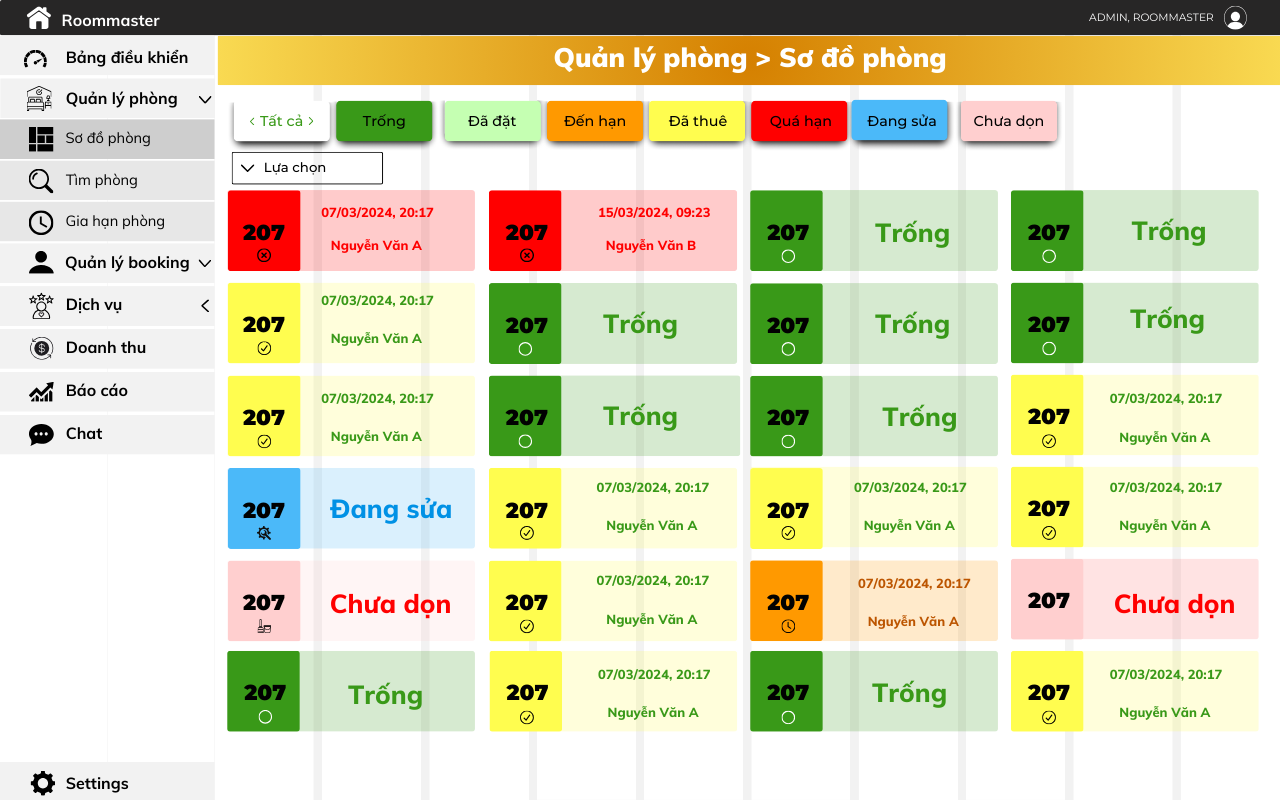 Roommaster
ADMIN, ROOMMASTER
Bảng điều khiển
Quản lý phòng
Sơ đồ phòng
Tìm phòng
Gia hạn phòng
Quản lý booking
Dịch vụ
Doanh thu
Báo cáo
Chat
Settings
Quản lý phòng > Sơ đồ phòng
< Tất cả >
Trống
Đã đặt
Đến hạn
Đã thuê
Quá hạn
Đang sửa
Chưa dọn
Lựa chọn
207
07/03/2024, 20:17
Nguyễn Văn A
207
15/03/2024, 09:23
Nguyễn Văn B
207
Trống
207
Trống
207
07/03/2024, 20:17
Nguyễn Văn A
207
Trống
207
Trống
207
Trống
207
07/03/2024, 20:17
Nguyễn Văn A
207
Trống
207
Trống
207
07/03/2024, 20:17
Nguyễn Văn A
207
Đang sửa
207
07/03/2024, 20:17
Nguyễn Văn A
207
07/03/2024, 20:17
Nguyễn Văn A
207
07/03/2024, 20:17
Nguyễn Văn A
207
Chưa dọn
207
07/03/2024, 20:17
Nguyễn Văn A
207
07/03/2024, 20:17
Nguyễn Văn A
207
Chưa dọn
207
Trống
207
07/03/2024, 20:17
Nguyễn Văn A
207
Trống
207
07/03/2024, 20:17
Nguyễn Văn A